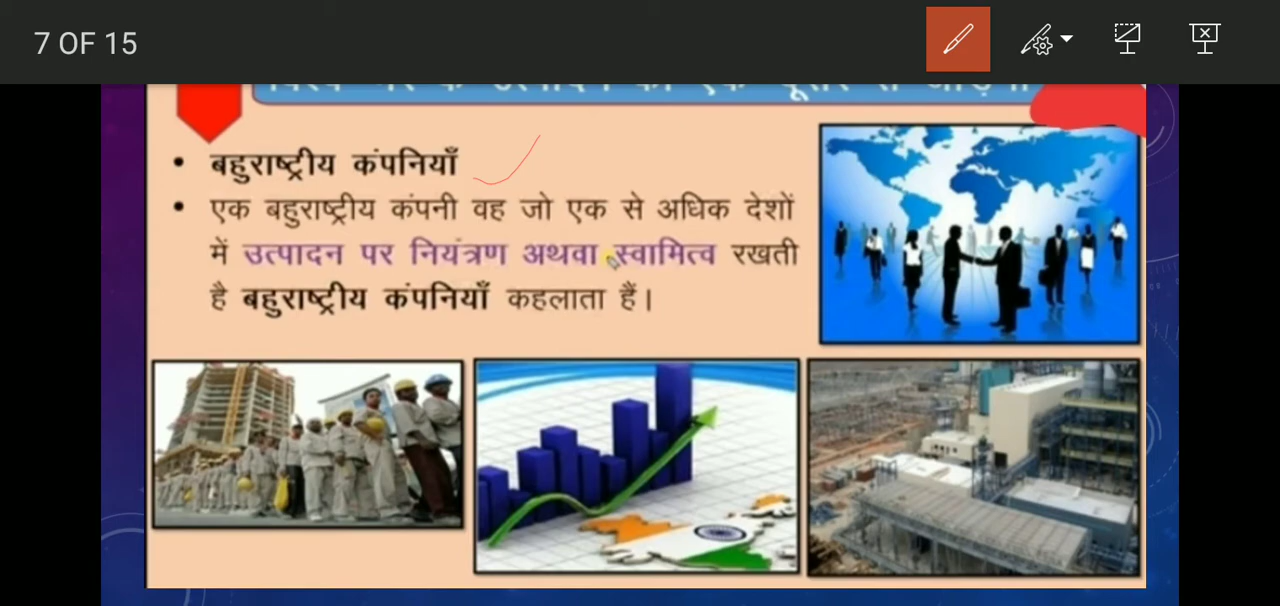 7 OF 15
बहुराष्ट्रीय कंपनियाँ
एक बहुराष्ट्रीय कंपनी वह जो एक से अधिक देशों
में उत्पादन पर नियंत्रण अथवा स्वामित्व रखती
है बहुराष्ट्रीय कंपनियाँ कहलाता हैं।